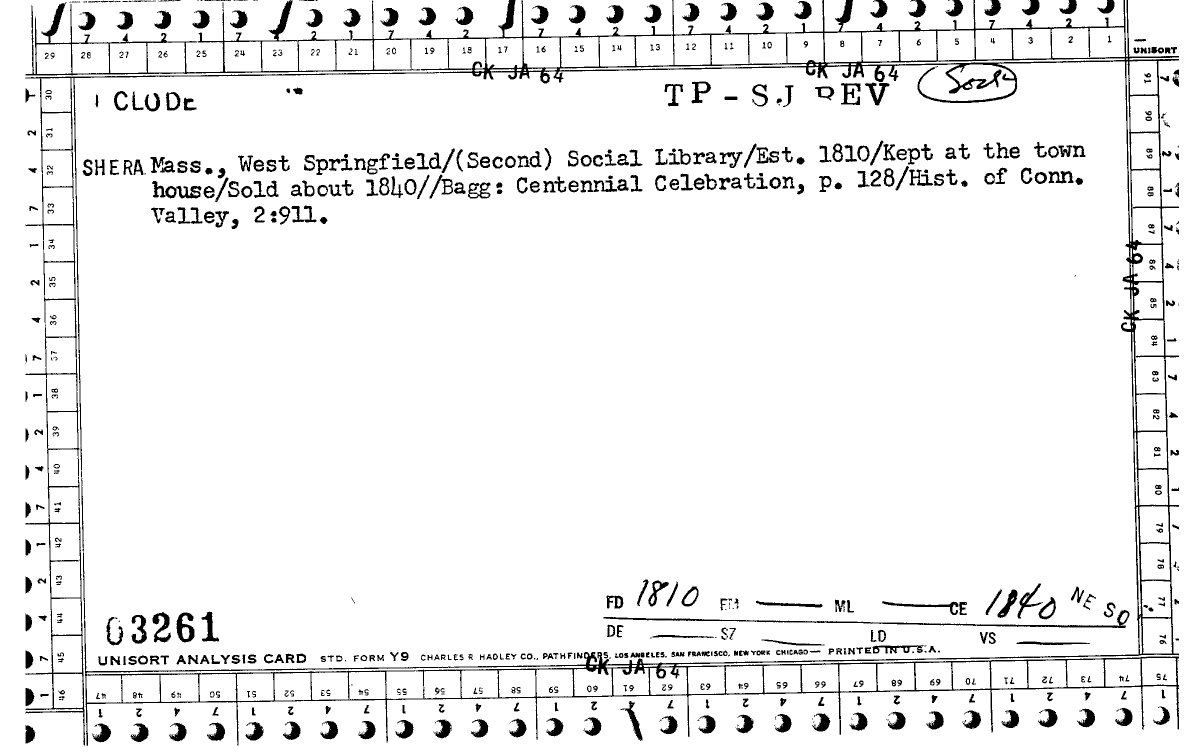 7 4 2 1 7 4 2 1 7 4 2 1 7 4 2 1 7 4 2 1 7 4 2 1
29 28 27 26 25 24 23 22 21 20 19 18 17 16 15 14 13 12 11 10 9 8 7 6 5 4 3 2 1
UNISORT
CK JA 64 CK JA 64
CLODE TP - SJ REV
SHERA Mass., West Springfield/(Second) Social Library/Est. 1810/Kept at the town
house/Sold about 1840//Bagg: Centennial Celebration, p. 128/Hist. of Conn.
Valley, 2:911.
30 31 32 33 34 35 36 37 38 39 40 41 42 43 44 45 46
91 90 89 88 87 86 85 84 83 82 81 80 79 78 77 76
CK JA 64
FD 1810 EM ML CE 1840 NE SO
03261
DE SZ LD VS
UNISORT ANALYSIS CARD STD. FORM Y9 CHARLES R HADLEY CO., PATHFINDERS, LOS ANGELES, SAN FRANCISCO, NEW YORK CHICAGO — PRINTED IN U.S.A.
CK JA 64
47 48 49 50 51 52 53 54 55 56 57 58 59 60 61 62 63 64 65 66 67 68 69 70 71 72 73 74 75
1 2 4 7 1 2 4 7 1 2 4 7 1 2 4 7 1 2 4 7 1 2 4 7 1 2 4 7 1